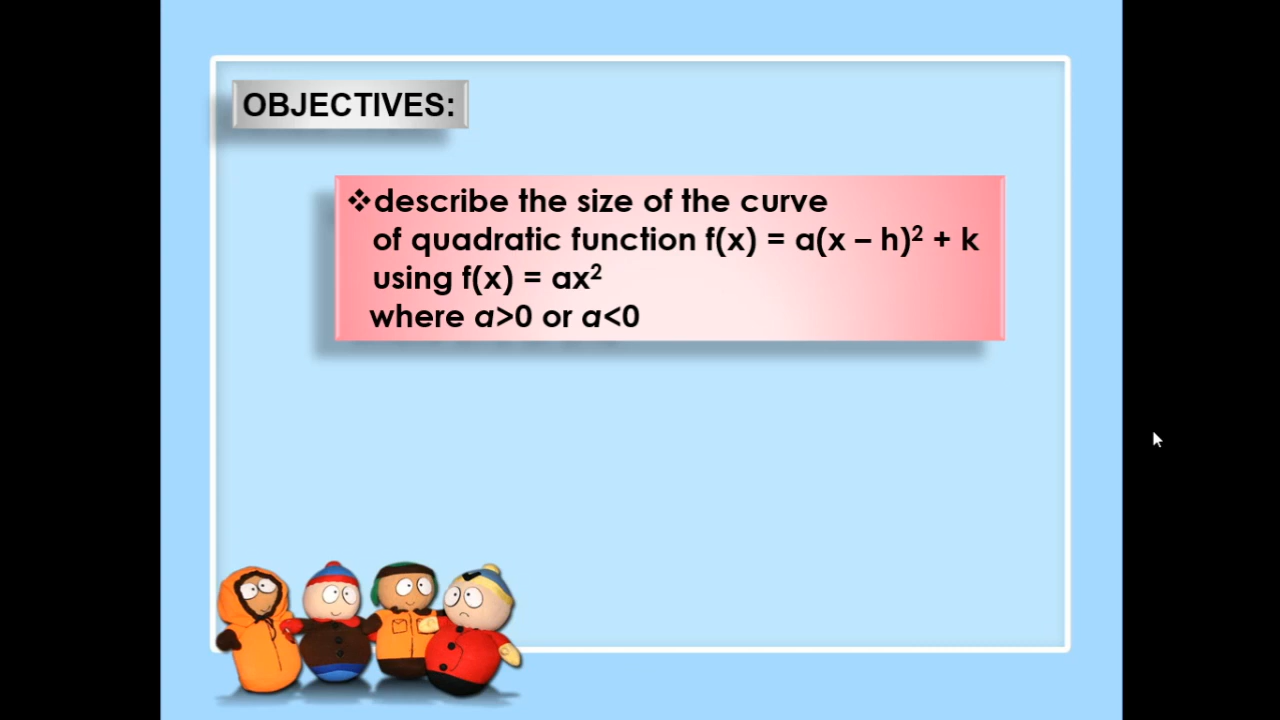 OBJECTIVES:
❖describe the size of the curve
of quadratic function f(x) = a(x – h)² + k
using f(x) = ax²
where a>0 or a<0